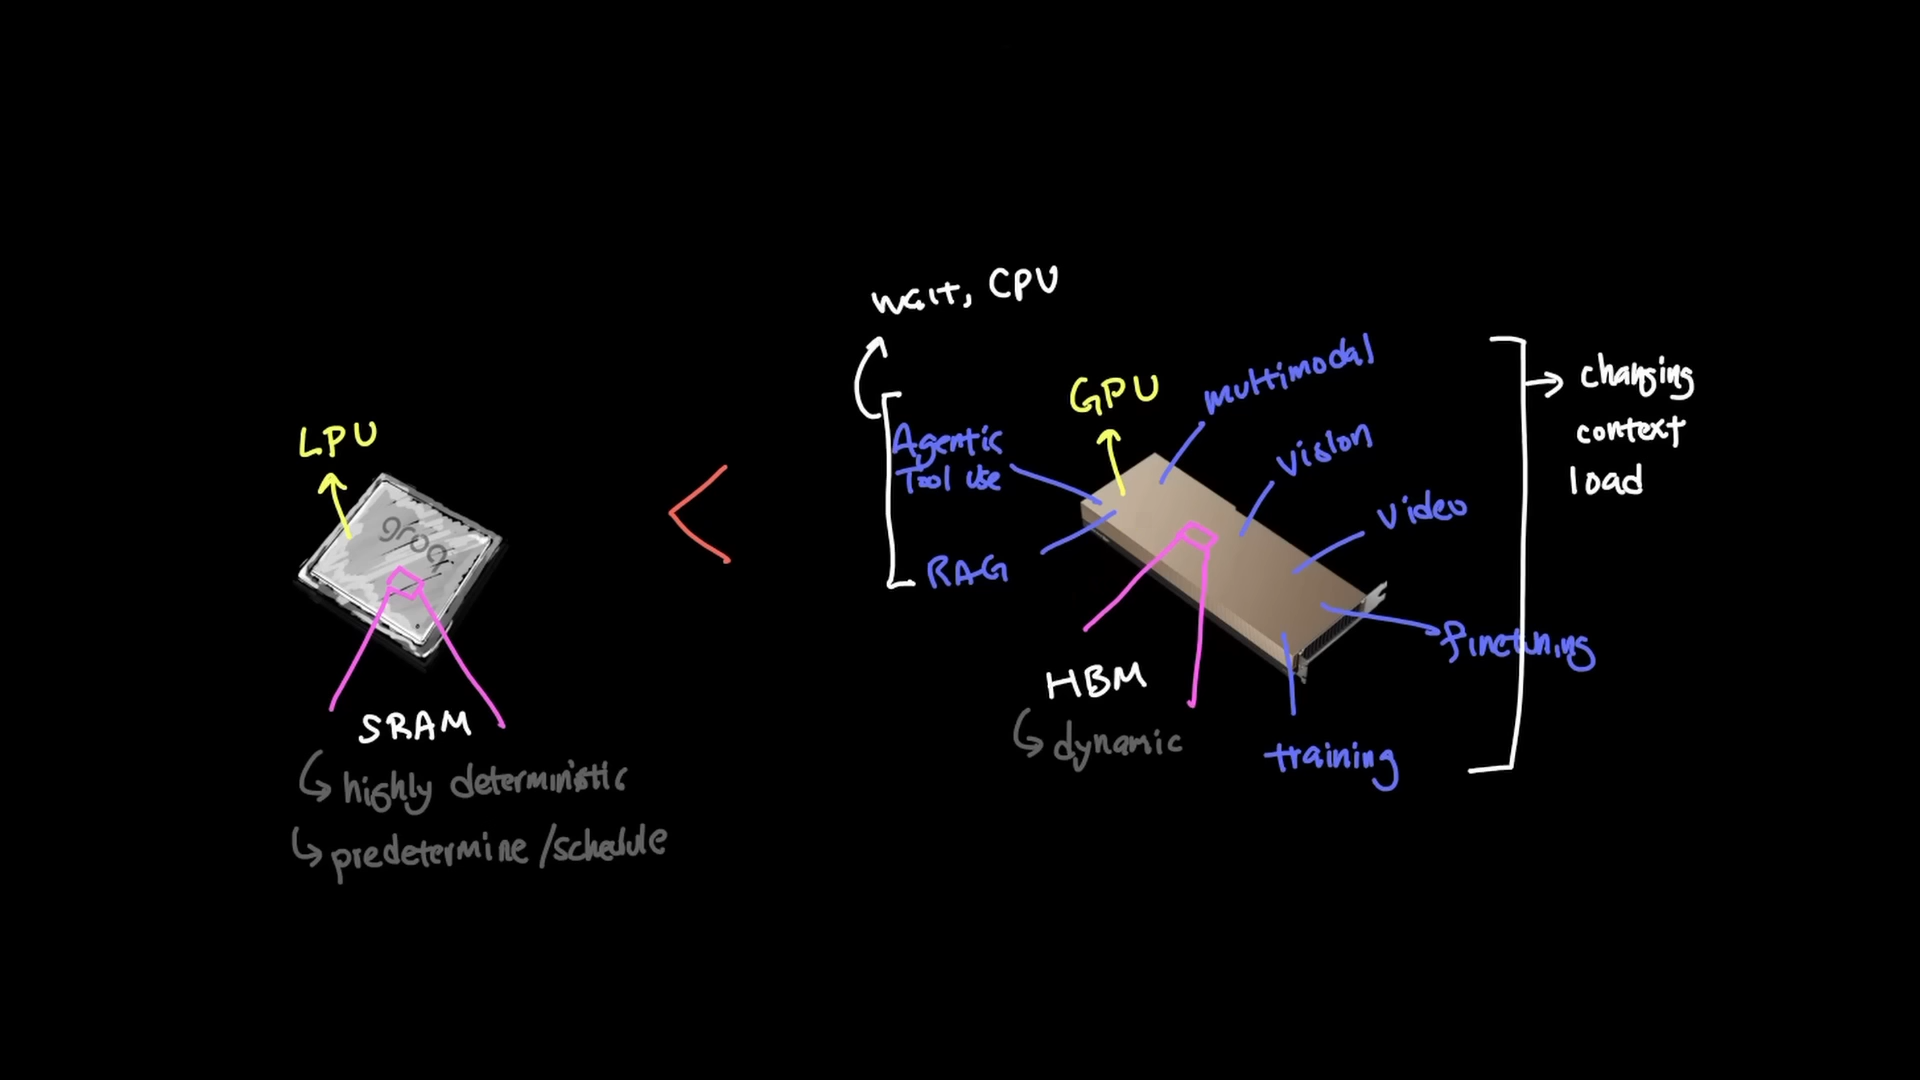 wait, CPU
multimodal
GPU
changing
context
load
Agentic
Tool use
vision
LPU
video
groq
RAG
finetuning
HBM
SRAM
dynamic
training
highly deterministic
predetermine/schedule